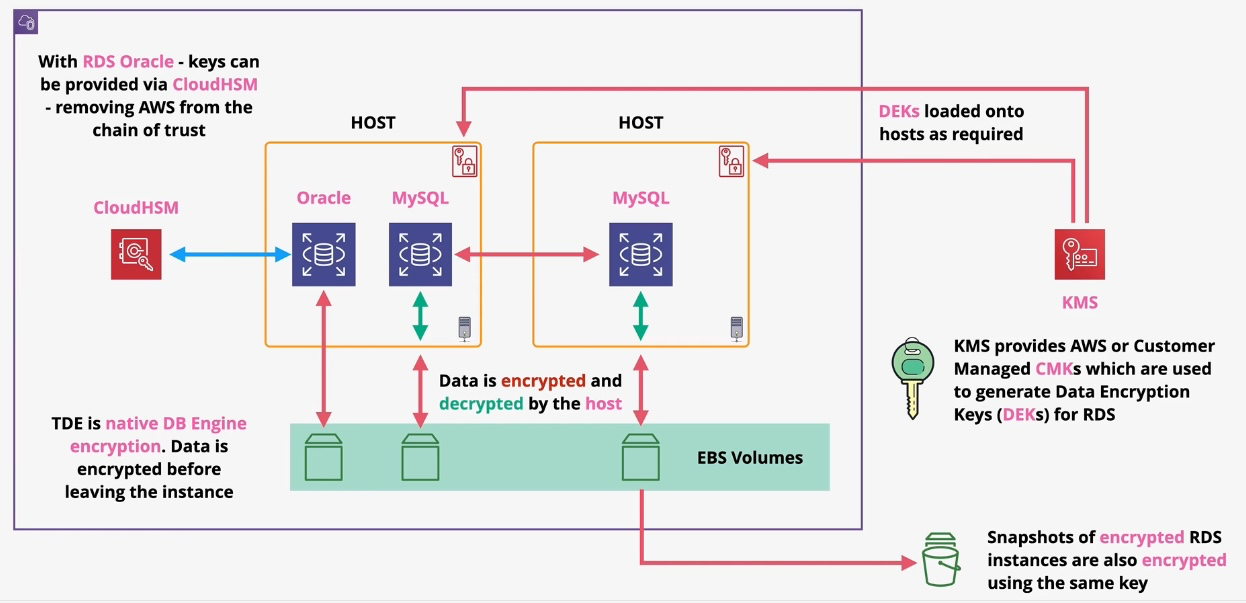 With RDS Oracle - keys can
be provided via CloudHSM
- removing AWS from the
chain of trust
HOST
HOST
DEKs loaded onto
hosts as required
Oracle
MySQL
MySQL
CloudHSM
KMS
KMS provides AWS or Customer
Managed CMKs which are used
to generate Data Encryption
Keys (DEKs) for RDS
Data is encrypted and
decrypted by the host
TDE is native DB Engine
encryption. Data is
encrypted before
leaving the instance
EBS Volumes
Snapshots of encrypted RDS
instances are also encrypted
using the same key